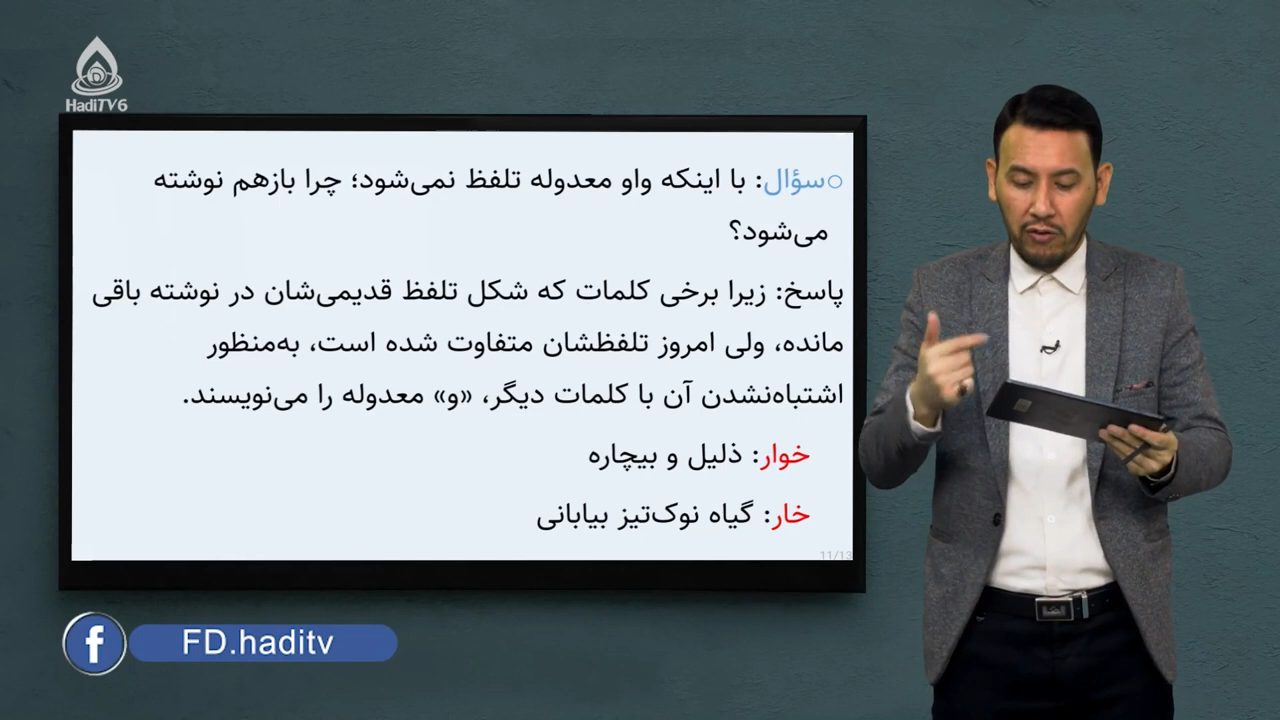 HadiTV6
○سؤال: با اینکه واو معدوله تلفظ نمی‌شود؛ چرا بازهم نوشته
می‌شود؟
پاسخ: زیرا برخی کلمات که شکل تلفظ قدیمی‌شان در نوشته باقی
مانده، ولی امروز تلفظشان متفاوت شده است، به‌منظور
اشتباه‌نشدن آن با کلمات دیگر، «و» معدوله را می‌نویسند.
خوار: ذلیل و بیچاره
خار: گیاه نوک‌تیز بیابانی
11/13
f FD.haditv